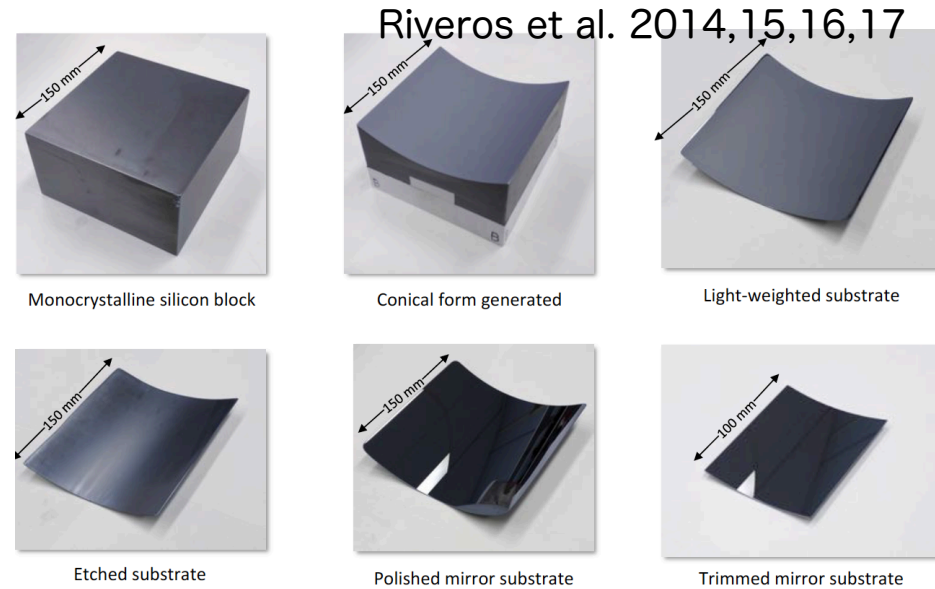 Riveros et al. 2014,15,16,17
150 mm
150 mm
150 mm
B
Monocrystalline silicon block
Conical form generated
Light-weighted substrate
150 mm
150 mm
100 mm
Etched substrate
Polished mirror substrate
Trimmed mirror substrate